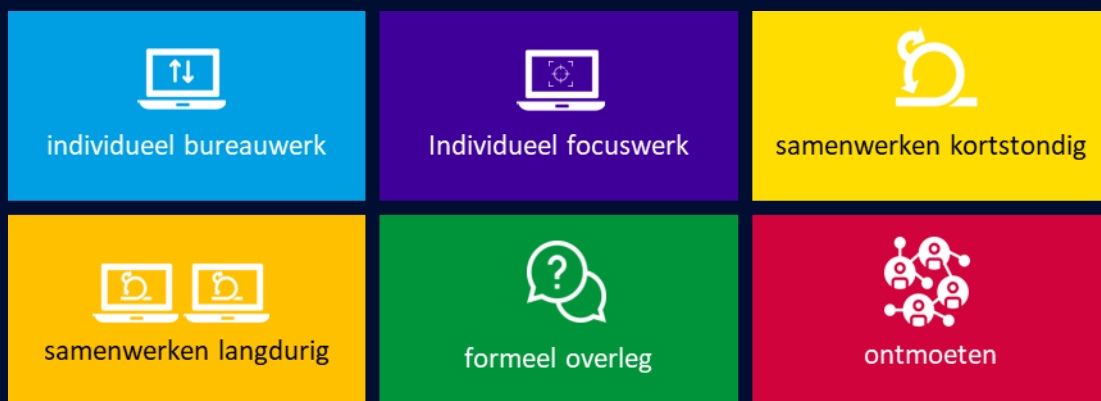 individueel bureauwerk
Individueel focuswerk
samenwerken kortstondig
samenwerken langdurig
formeel overleg
ontmoeten